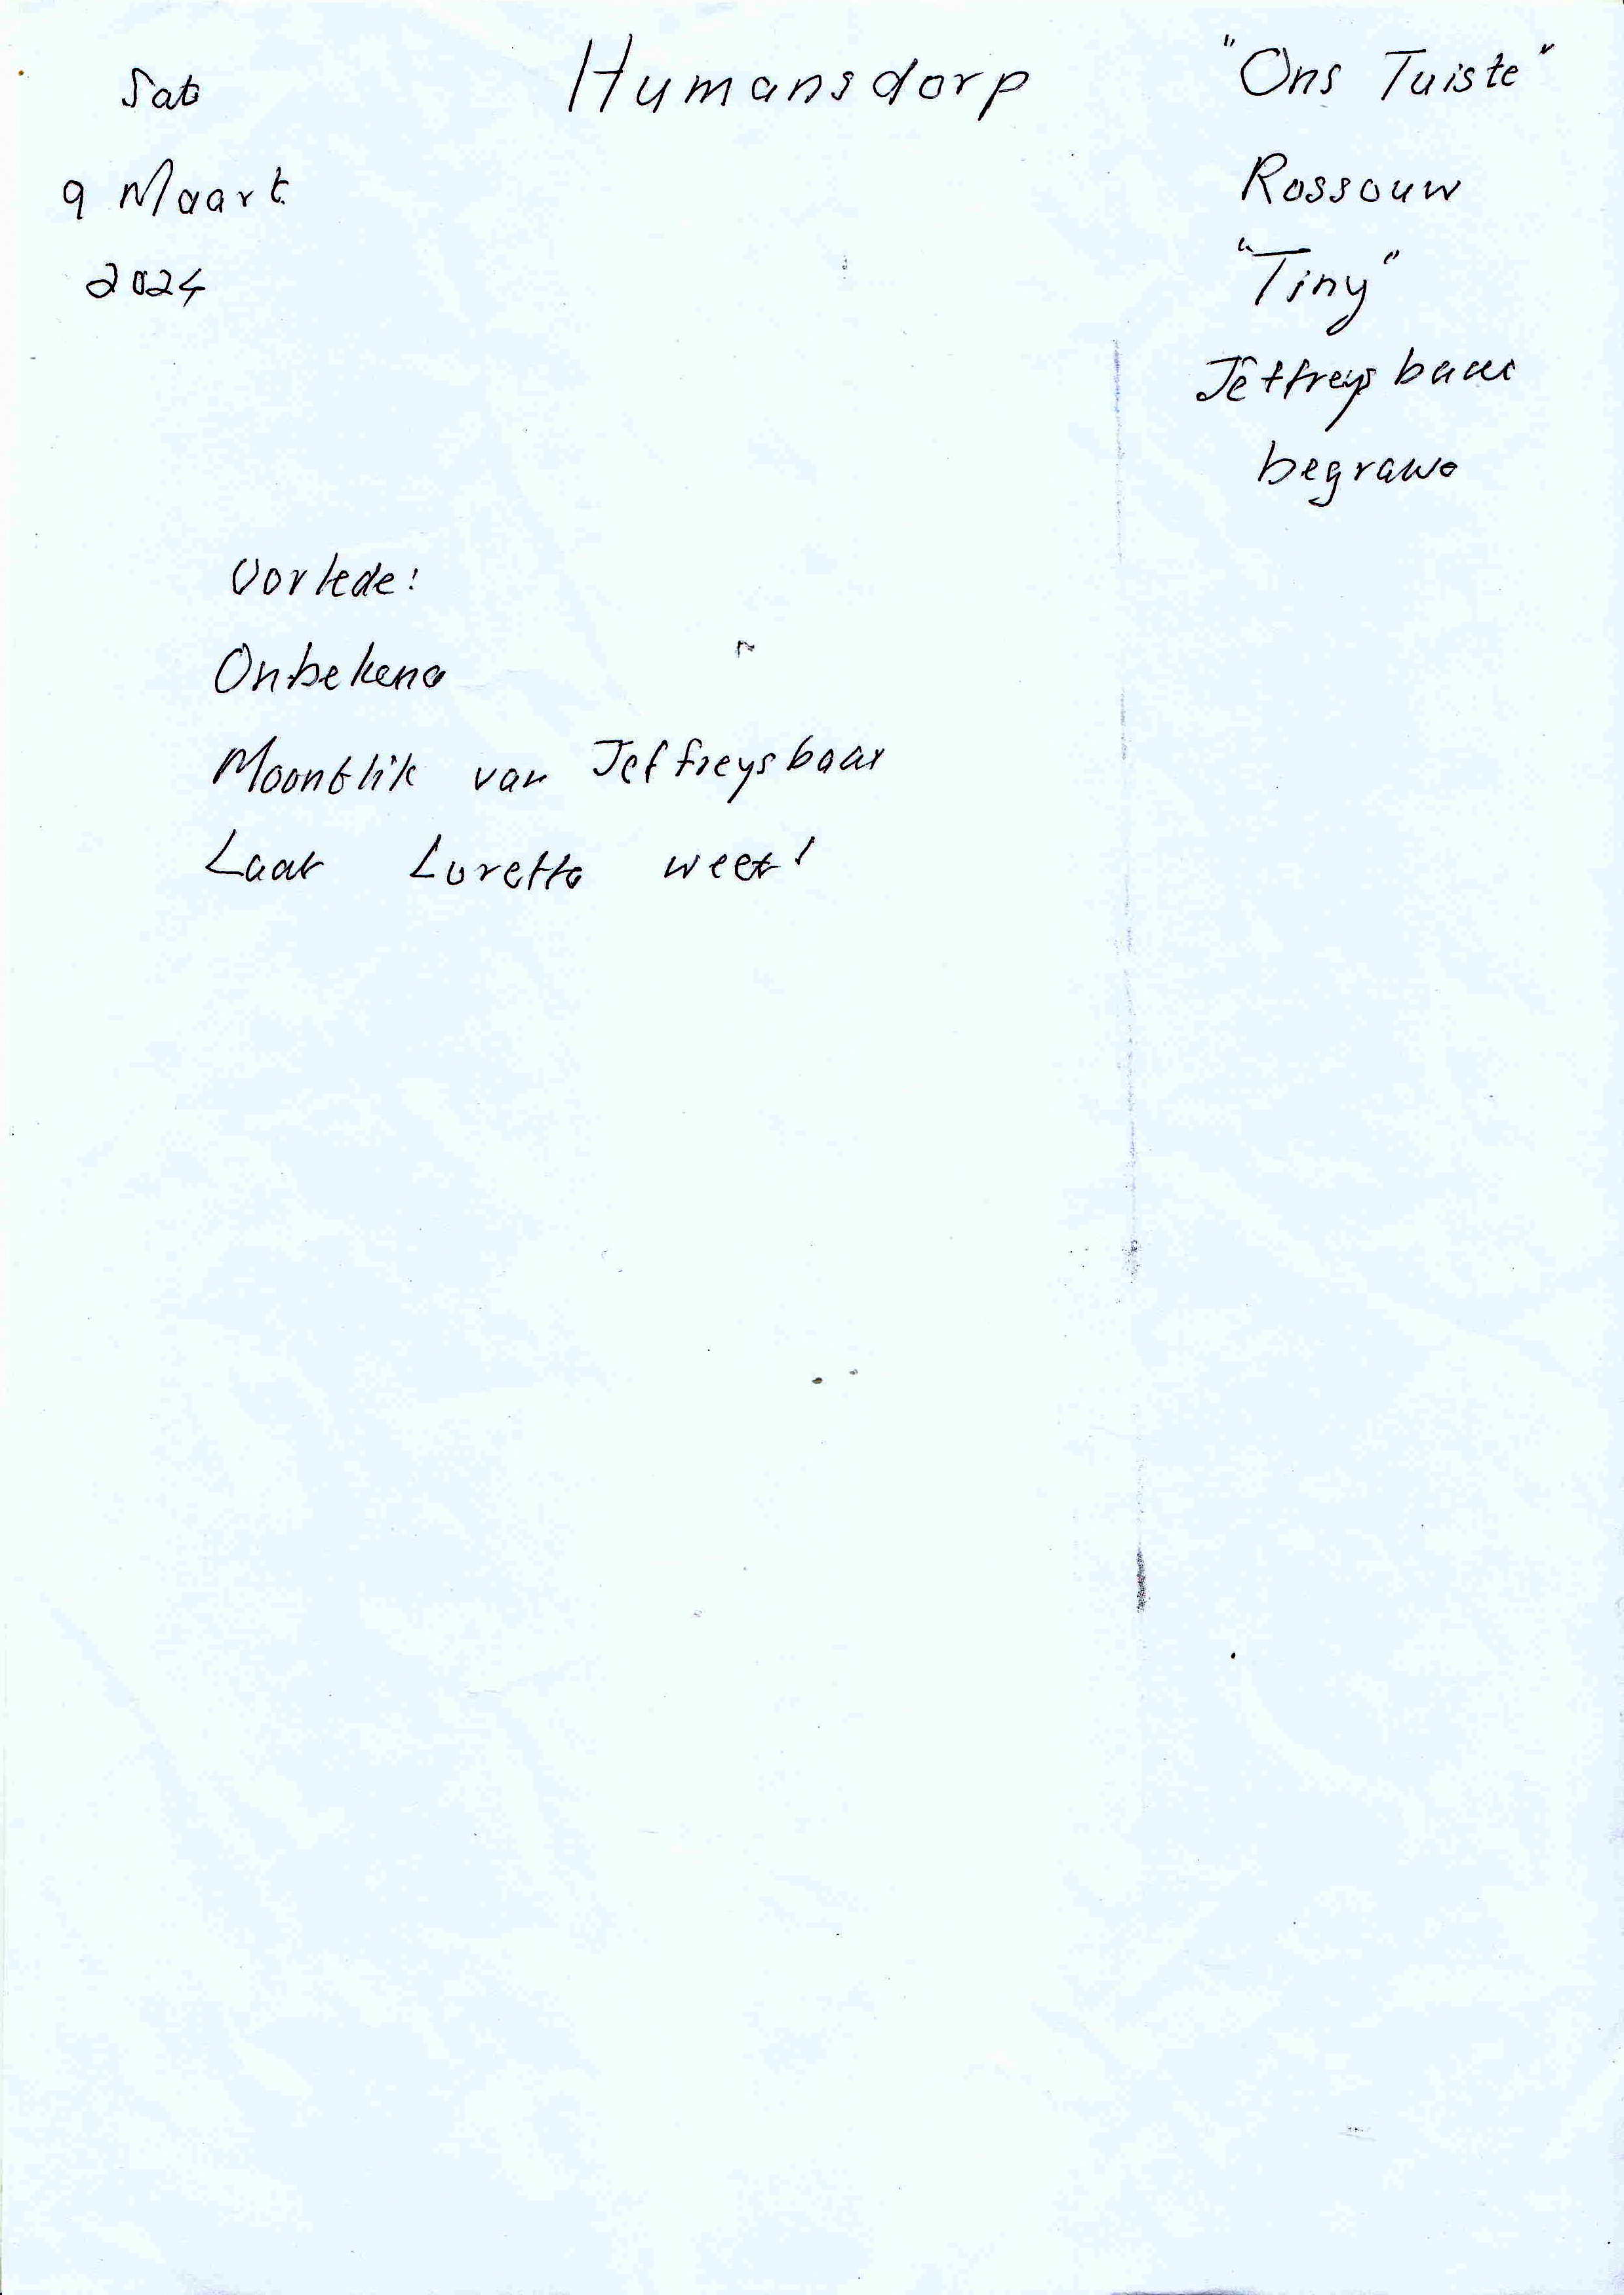 Sat
9 Maart
2024
Humansdorp
"Ons Tuiste"
Rossouw
"Tiny"
Jeffreys baai
begrawe
Vorlede:
Onbekend
Moontlik van Jeffreysbaai
Laat Loretta weet!